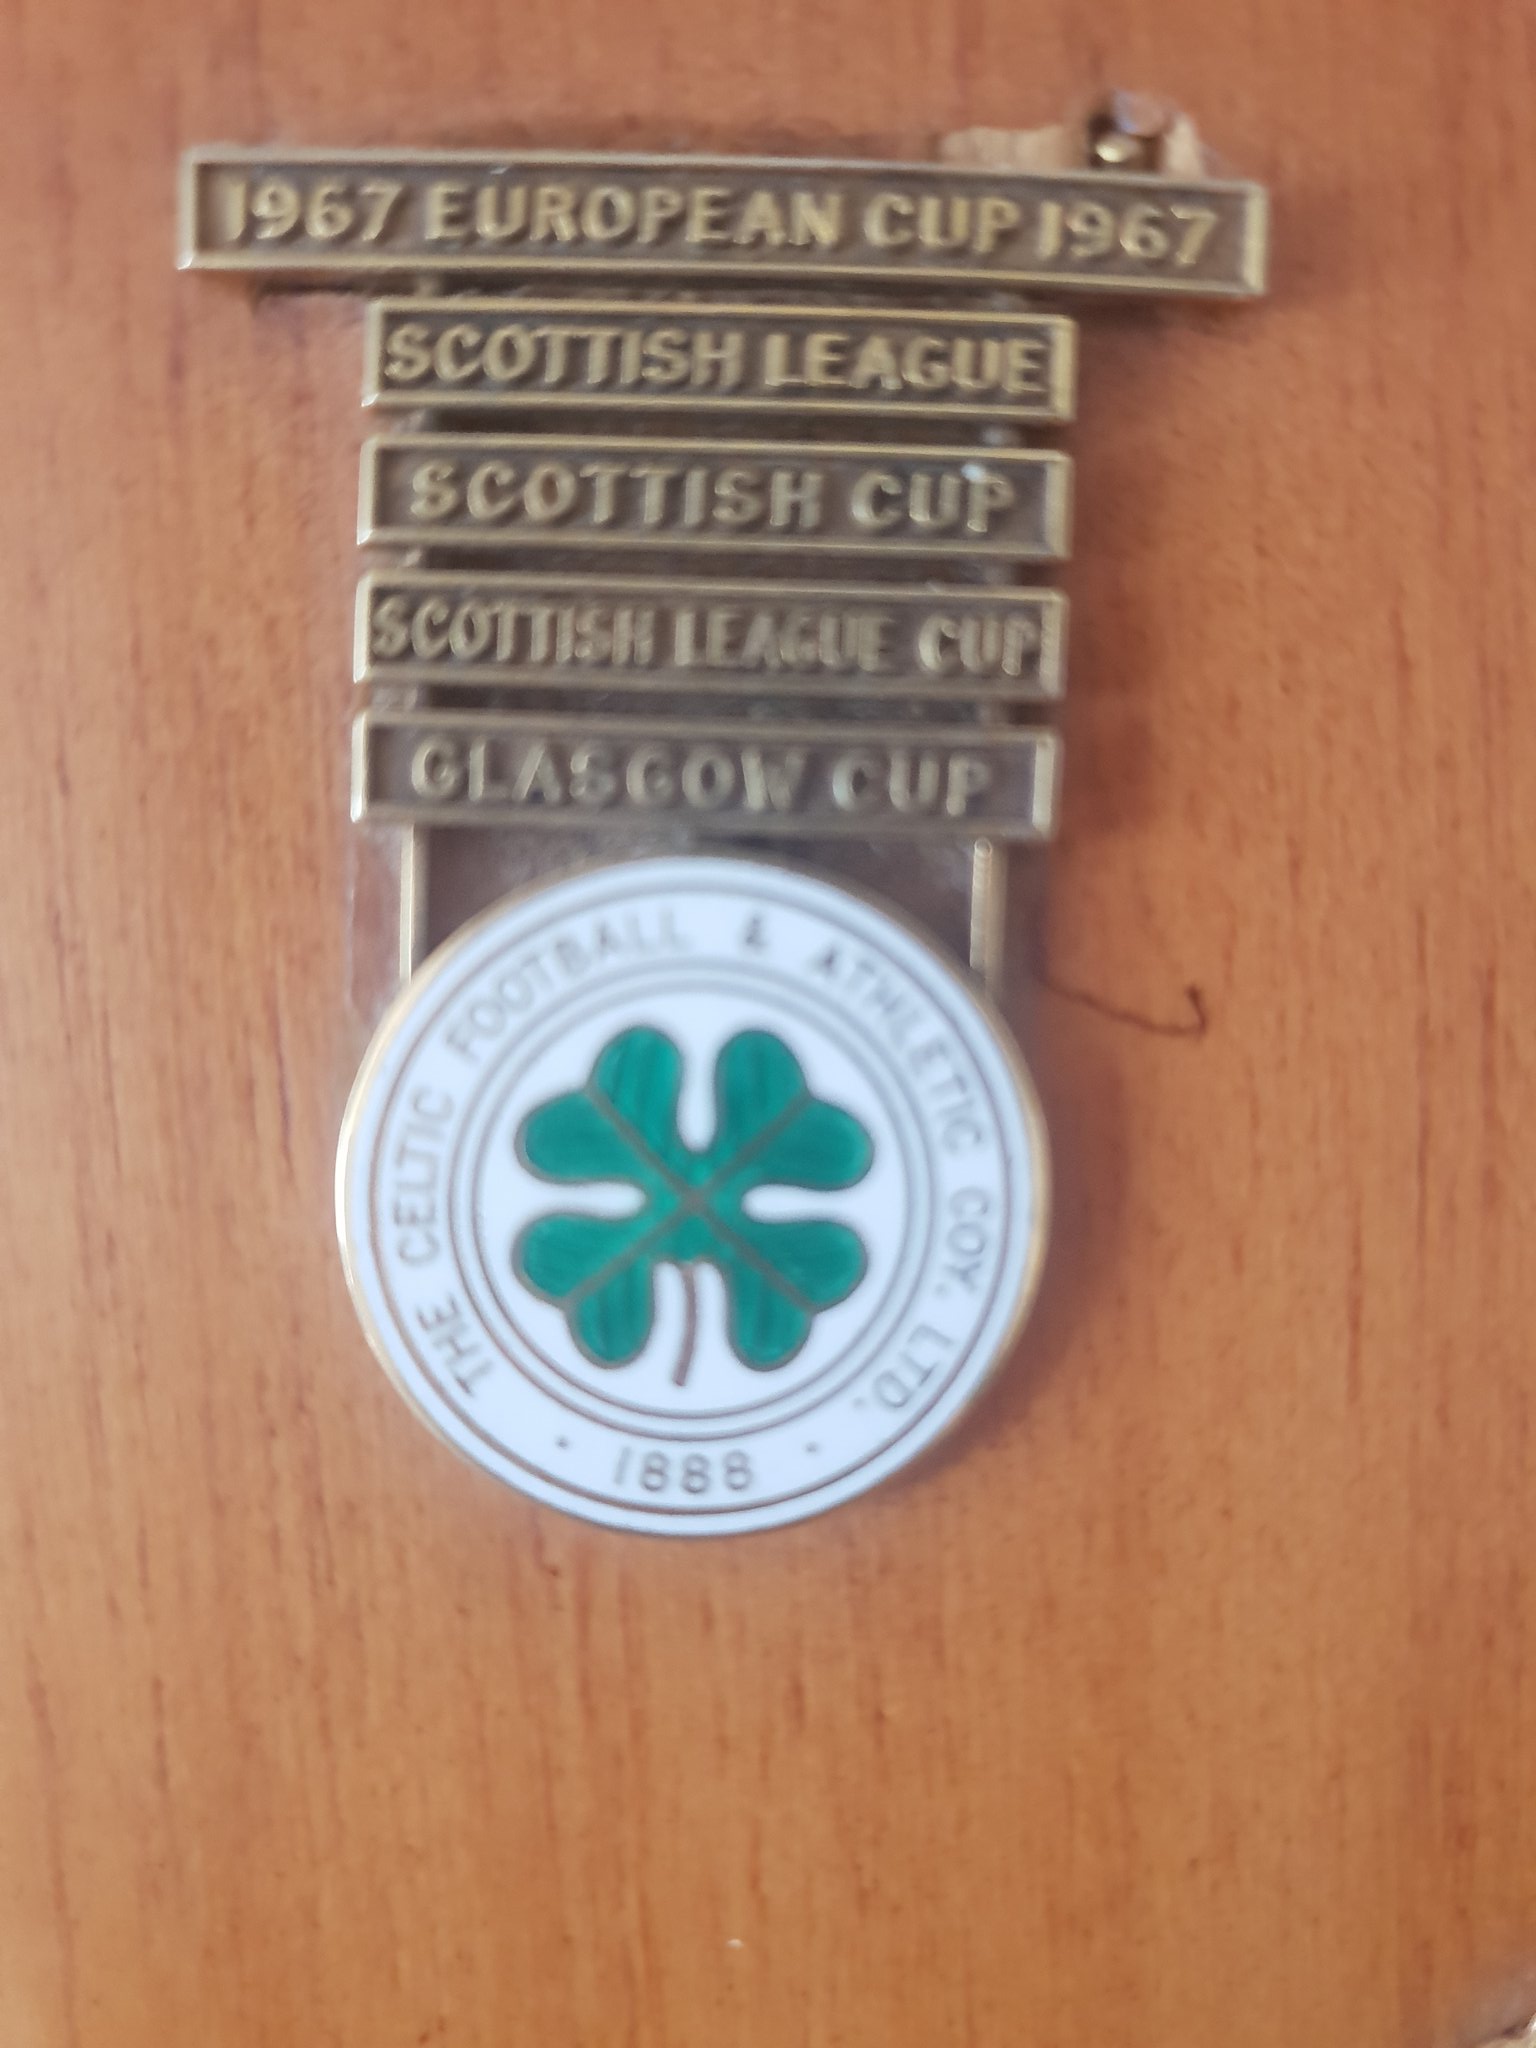 1967 EUROPEAN CUP 1967
SCOTTISH LEAGUE
SCOTTISH CUP
SCOTTISH LEAGUE CUP
GLASGOW CUP
THE CELTIC FOOTBALL & ATHLETIC COY. LTD.
· 1888 ·